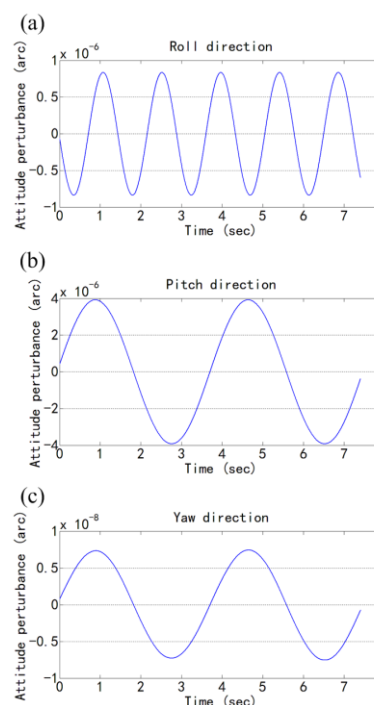 (a)
× 10⁻⁶
Roll direction
Attitude perturbance (arc)
1
0.5
0
−0.5
−1
0 1 2 3 4 5 6 7
Time (sec)
(b)
× 10⁻⁶
Pitch direction
Attitude perturbance (arc)
4
2
0
−2
−4
0 1 2 3 4 5 6 7
Time (sec)
(c)
× 10⁻⁸
Yaw direction
Attitude perturbance (arc)
1
0.5
0
−0.5
−1
0 1 2 3 4 5 6 7
Time (sec)